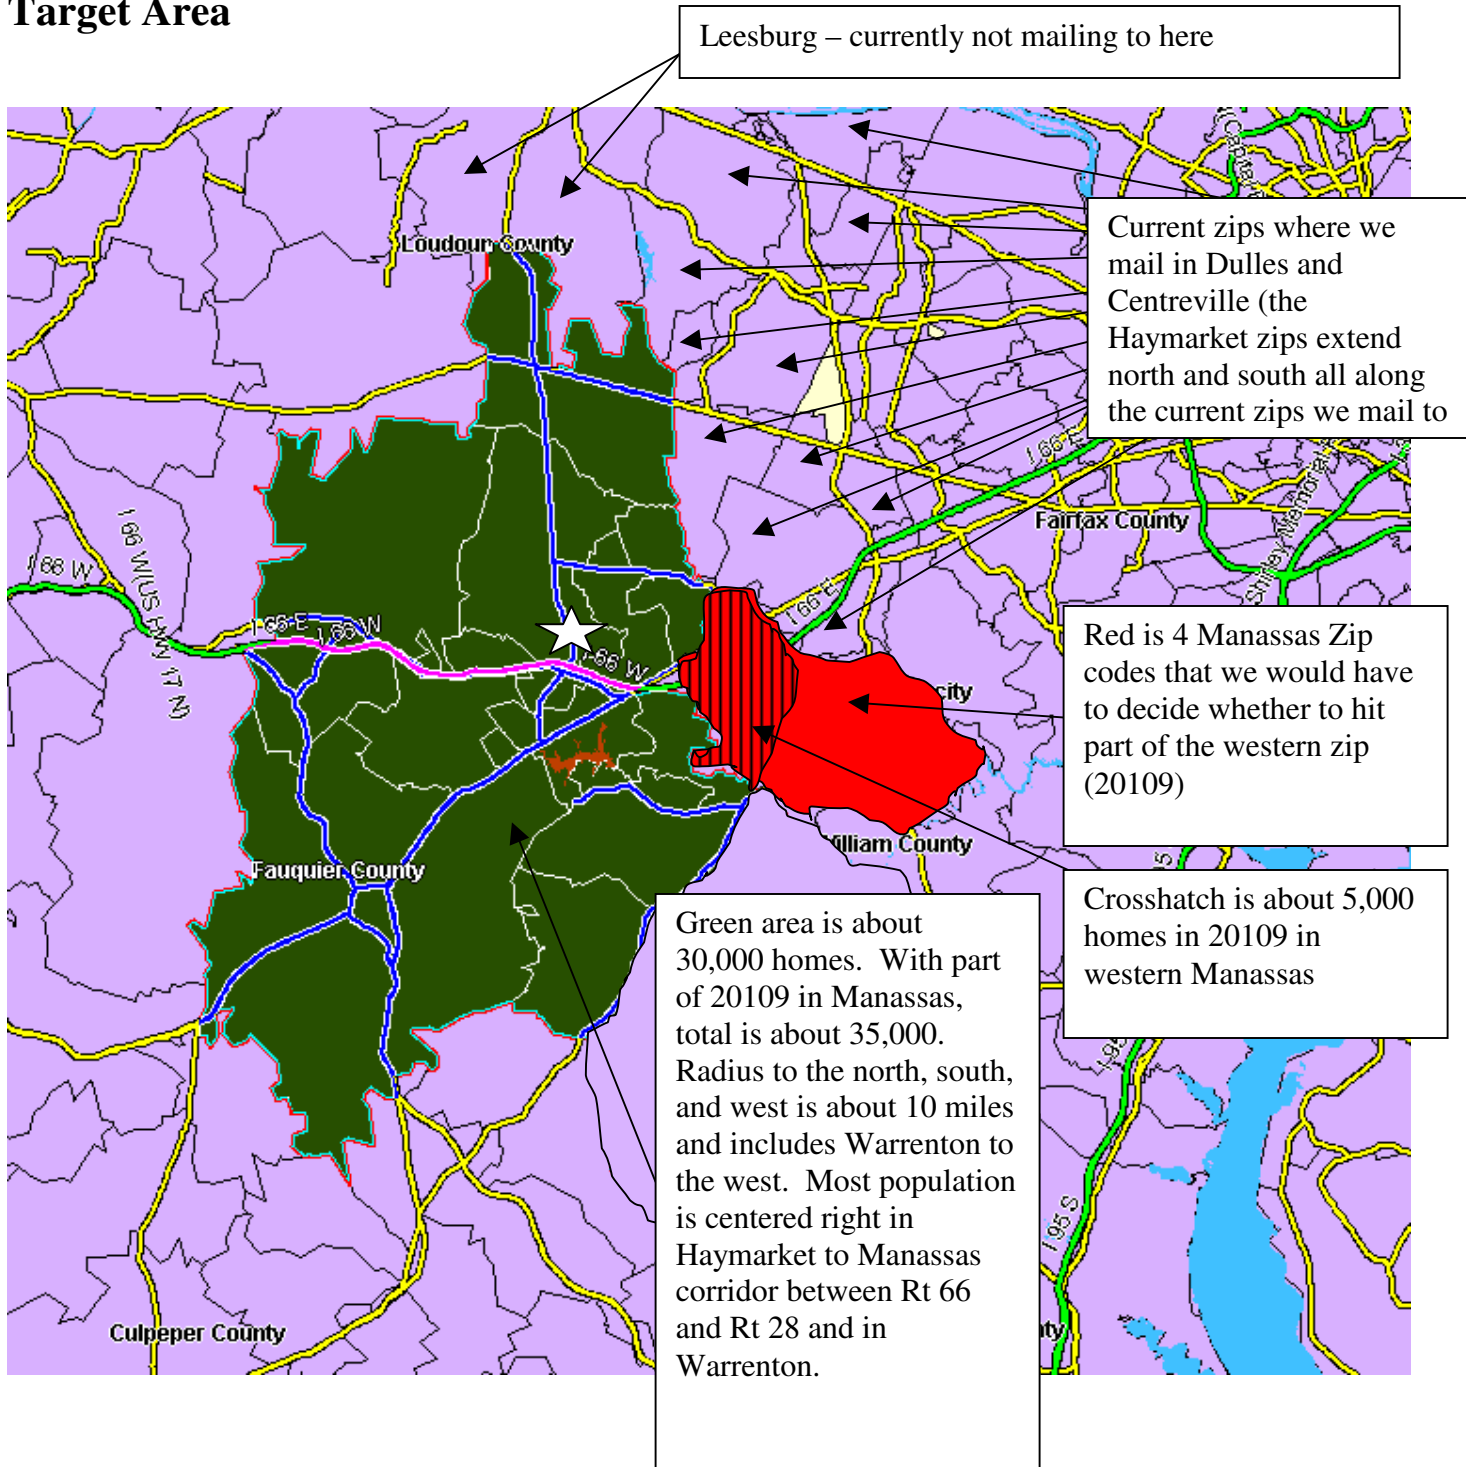 Target Area
Leesburg – currently not mailing to here
(Capital
Loudoun County
Current zips where we
mail in Dulles and
Centreville (the
Haymarket zips extend
north and south all along
the current zips we mail to
I 66 E
Fairfax County
Shirley Memorial
I 66 W
I 66 W(US HWY 17 N)
I 66 E
I 66 W
I 66 W
I 66 E
city
Red is 4 Manassas Zip
codes that we would have
to decide whether to hit
part of the western zip
(20109)
William County
Fauquier County
95
Crosshatch is about 5,000
homes in 20109 in
western Manassas
Green area is about
30,000 homes.  With part
of 20109 in Manassas,
total is about 35,000.
Radius to the north, south,
and west is about 10 miles
and includes Warrenton to
the west.  Most population
is centered right in
Haymarket to Manassas
corridor between Rt 66
and Rt 28 and in
Warrenton.
I 95
I 95 S
Culpeper County
nty